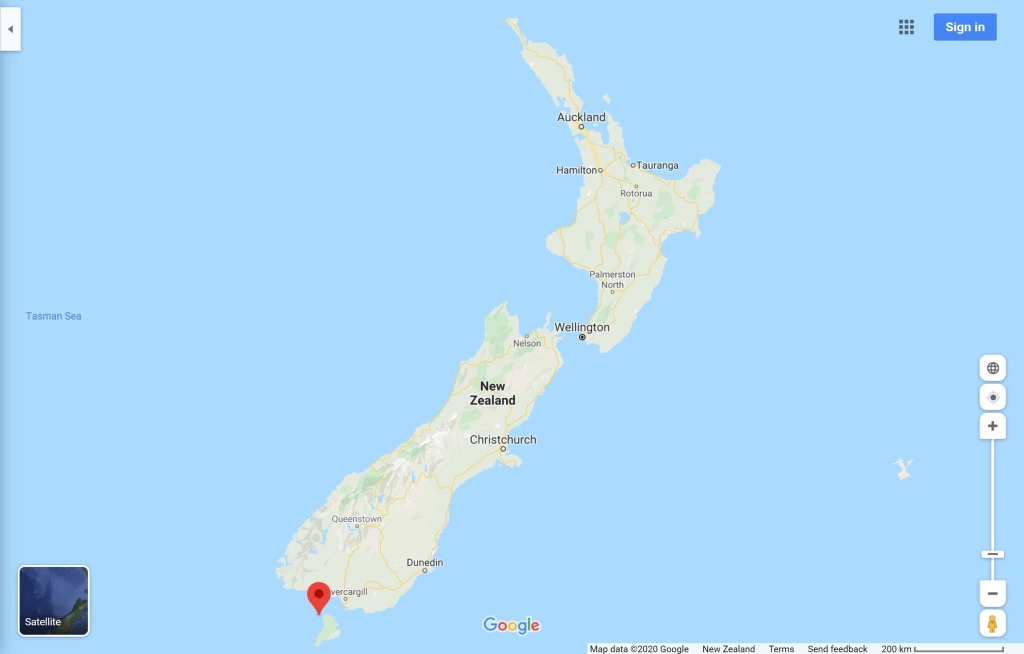 Sign in
Auckland
Tauranga
Hamilton
Rotorua
Palmerston
North
Tasman Sea
Wellington
Nelson
New
Zealand
Christchurch
Queenstown
Dunedin
vercargill
Satellite
Google
Map data ©2020 Google New Zealand Terms Send feedback 200 km